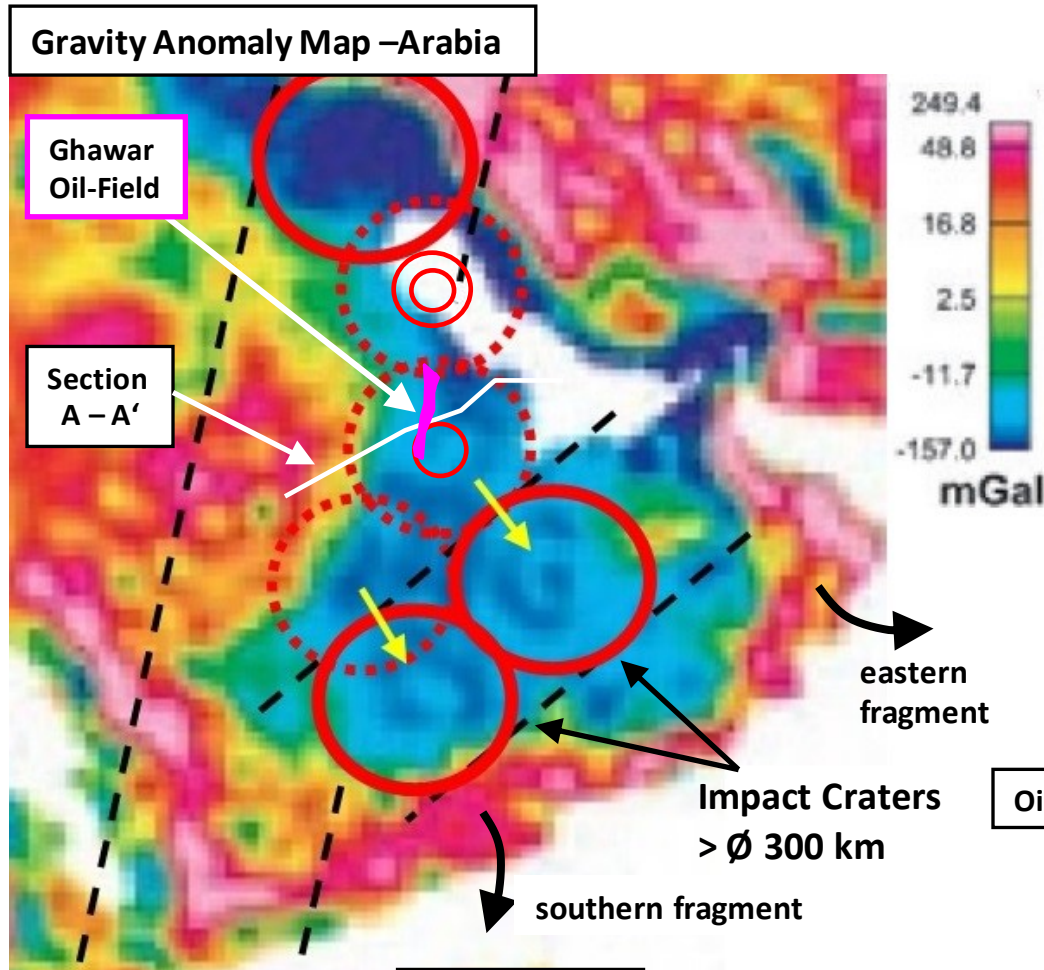 Gravity Anomaly Map –Arabia
Ghawar
Oil-Field
249.4
48.8
16.8
2.5
-11.7
-157.0
mGal
Section
A – A‘
eastern
fragment
Impact Craters
> Ø 300 km
Oi
southern fragment